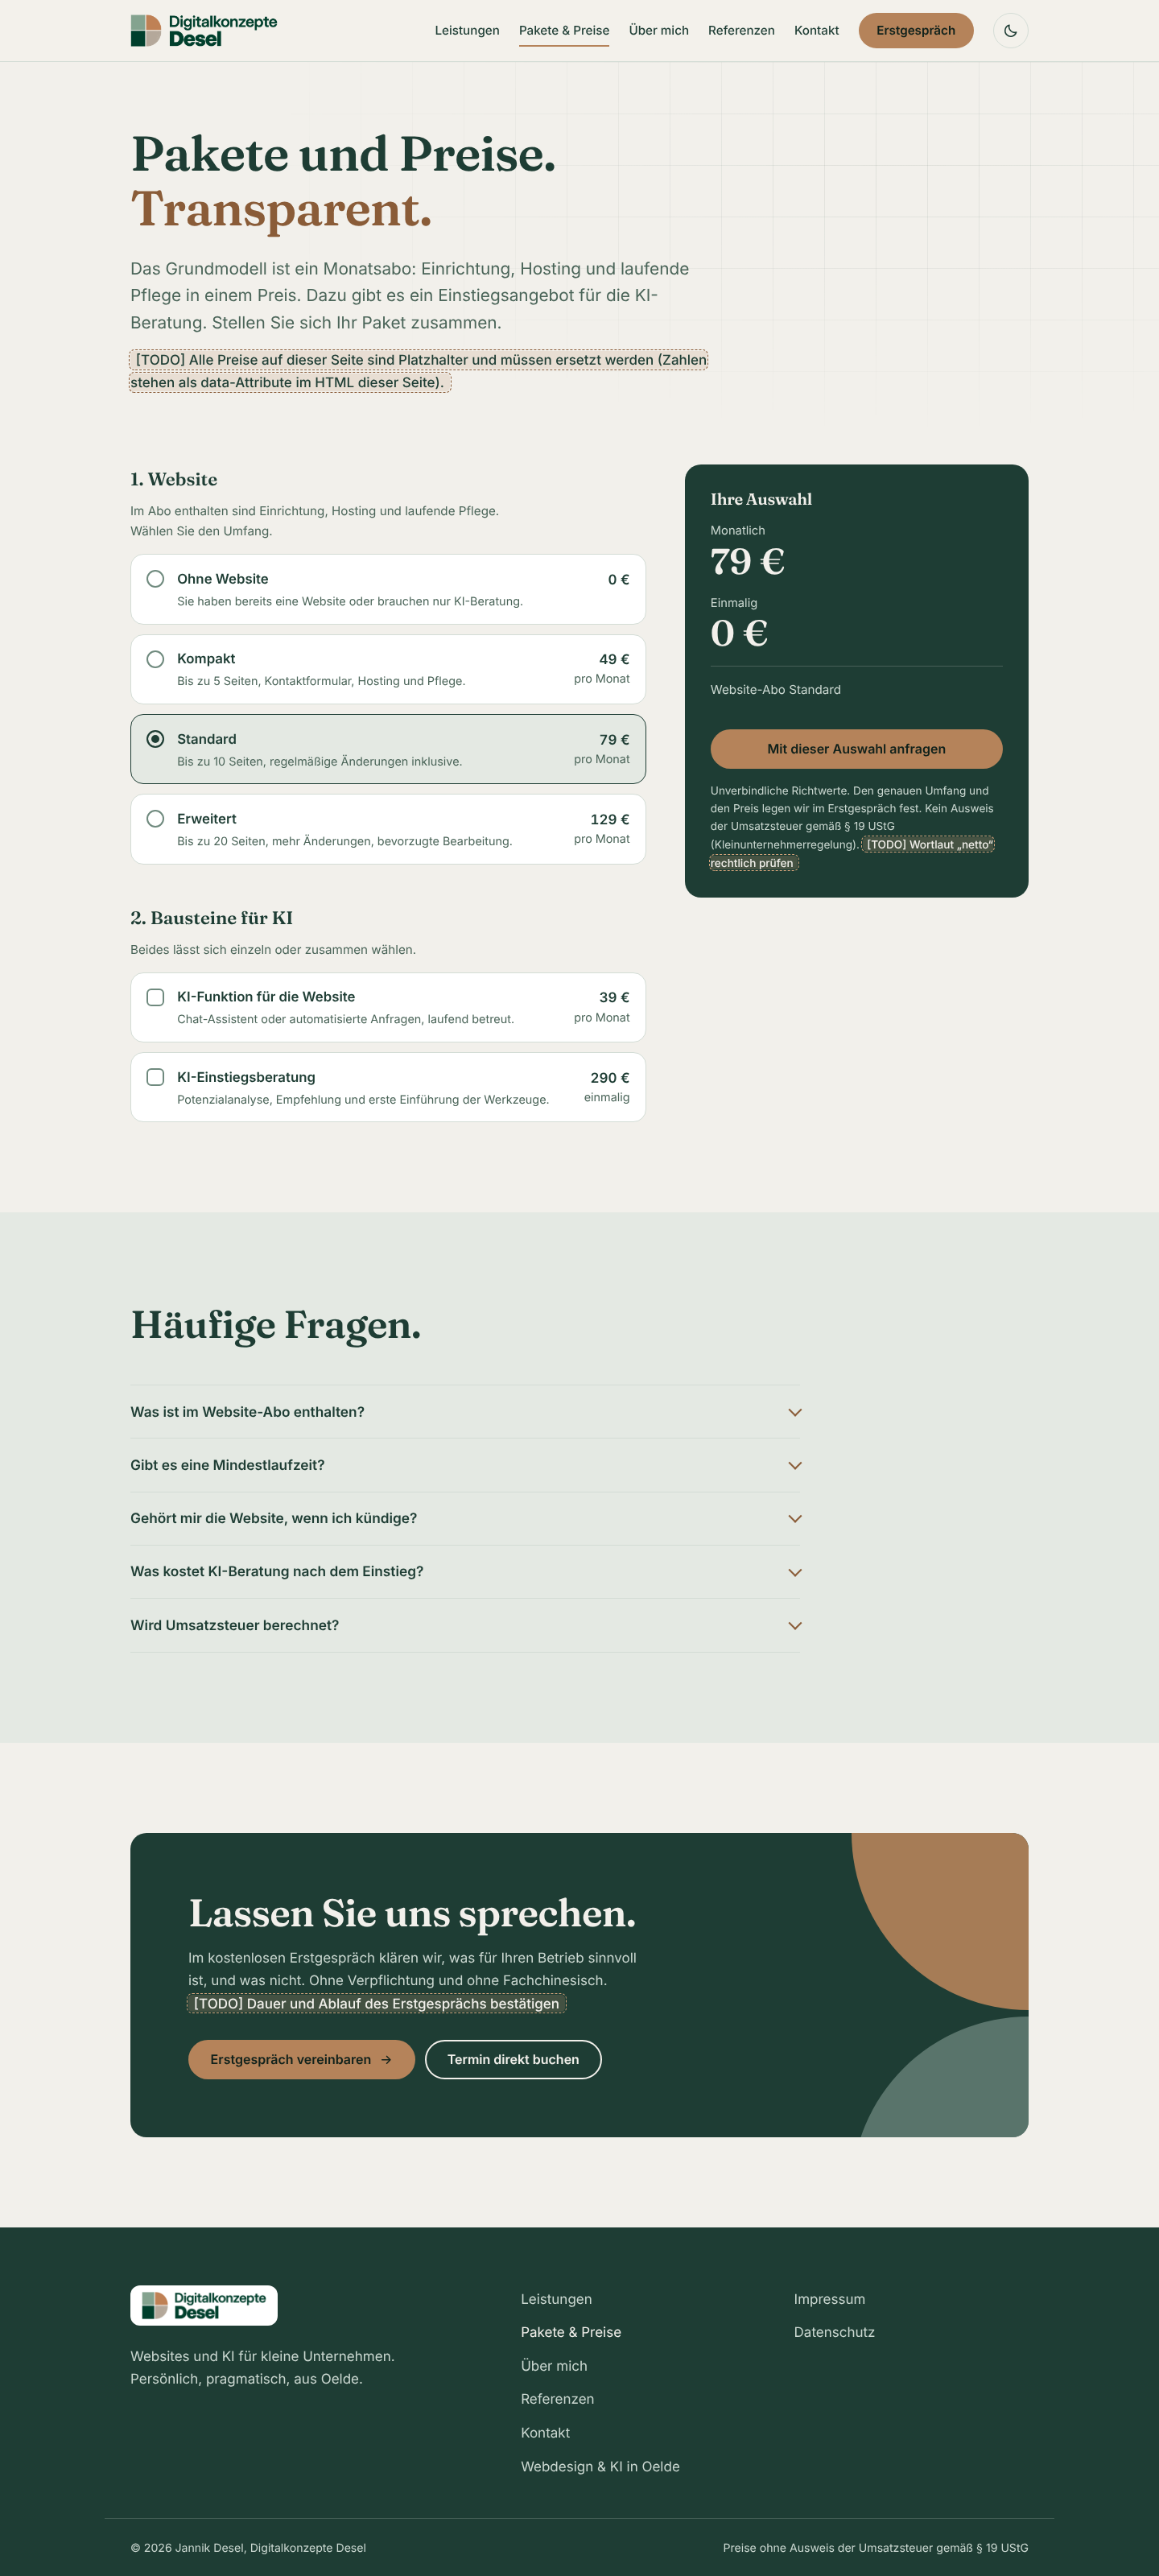 Digitalkonzepte
Desel
Leistungen
Pakete & Preise
Über mich
Referenzen
Kontakt
Erstgespräch
Pakete und Preise.
Transparent.
Das Grundmodell ist ein Monatsabo: Einrichtung, Hosting und laufende
Pflege in einem Preis. Dazu gibt es ein Einstiegsangebot für die KI-
Beratung. Stellen Sie sich Ihr Paket zusammen.
[TODO] Alle Preise auf dieser Seite sind Platzhalter und müssen ersetzt werden (Zahlen
stehen als data-Attribute im HTML dieser Seite).
1. Website
Im Abo enthalten sind Einrichtung, Hosting und laufende Pflege.
Wählen Sie den Umfang.
Ohne Website
0 €
Sie haben bereits eine Website oder brauchen nur KI-Beratung.
Kompakt
49 €
Bis zu 5 Seiten, Kontaktformular, Hosting und Pflege.
pro Monat
Standard
79 €
Bis zu 10 Seiten, regelmäßige Änderungen inklusive.
pro Monat
Erweitert
129 €
Bis zu 20 Seiten, mehr Änderungen, bevorzugte Bearbeitung.
pro Monat
2. Bausteine für KI
Beides lässt sich einzeln oder zusammen wählen.
KI-Funktion für die Website
39 €
Chat-Assistent oder automatisierte Anfragen, laufend betreut.
pro Monat
KI-Einstiegsberatung
290 €
Potenzialanalyse, Empfehlung und erste Einführung der Werkzeuge.
einmalig
Ihre Auswahl
Monatlich
79 €
Einmalig
0 €
Website-Abo Standard
Mit dieser Auswahl anfragen
Unverbindliche Richtwerte. Den genauen Umfang und
den Preis legen wir im Erstgespräch fest. Kein Ausweis
der Umsatzsteuer gemäß § 19 UStG
(Kleinunternehmerregelung). [TODO] Wortlaut „netto“
rechtlich prüfen
Häufige Fragen.
Was ist im Website-Abo enthalten?
Gibt es eine Mindestlaufzeit?
Gehört mir die Website, wenn ich kündige?
Was kostet KI-Beratung nach dem Einstieg?
Wird Umsatzsteuer berechnet?
Lassen Sie uns sprechen.
Im kostenlosen Erstgespräch klären wir, was für Ihren Betrieb sinnvoll
ist, und was nicht. Ohne Verpflichtung und ohne Fachchinesisch.
[TODO] Dauer und Ablauf des Erstgesprächs bestätigen
Erstgespräch vereinbaren →
Termin direkt buchen
Digitalkonzepte
Desel
Websites und KI für kleine Unternehmen.
Persönlich, pragmatisch, aus Oelde.
Leistungen
Pakete & Preise
Über mich
Referenzen
Kontakt
Webdesign & KI in Oelde
Impressum
Datenschutz
© 2026 Jannik Desel, Digitalkonzepte Desel
Preise ohne Ausweis der Umsatzsteuer gemäß § 19 UStG